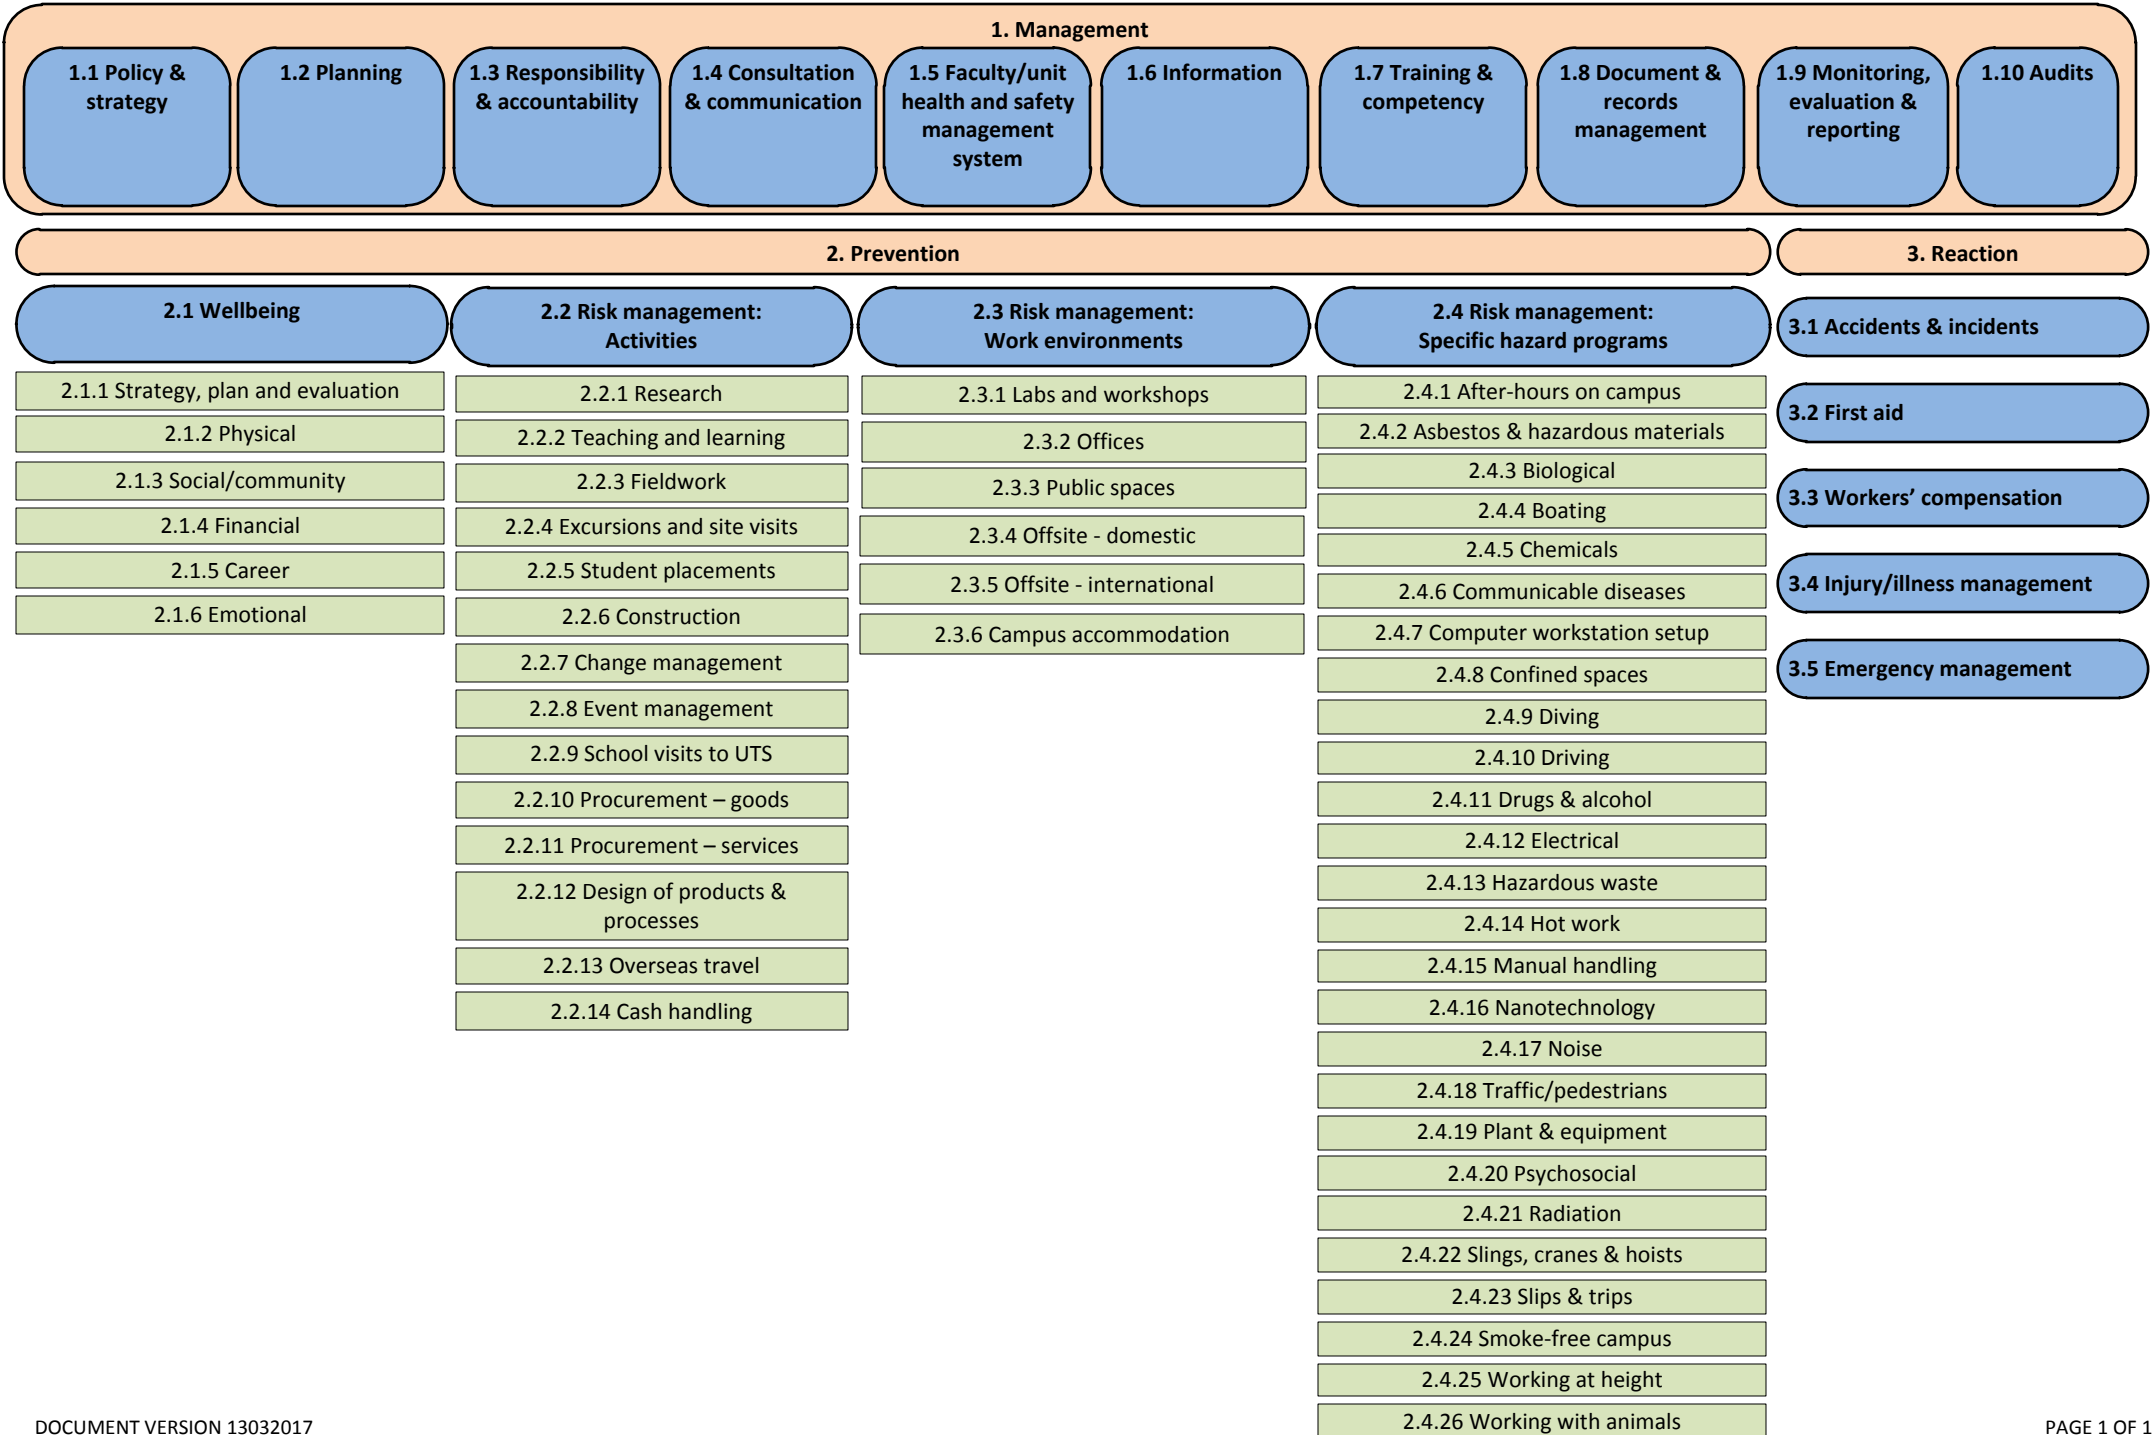 1. Management
1.1 Policy &
strategy
1.2 Planning
1.3 Responsibility
& accountability
1.4 Consultation
& communication
1.5 Faculty/unit
health and safety
management
system
1.6 Information
1.7 Training &
competency
1.8 Document &
records
management
1.9 Monitoring,
evaluation &
reporting
1.10 Audits
2. Prevention
2.1 Wellbeing
2.1.1 Strategy, plan and evaluation
2.1.2 Physical
2.1.3 Social/community
2.1.4 Financial
2.1.5 Career
2.1.6 Emotional
2.2 Risk management:
Activities
2.2.1 Research
2.2.2 Teaching and learning
2.2.3 Fieldwork
2.2.4 Excursions and site visits
2.2.5 Student placements
2.2.6 Construction
2.2.7 Change management
2.2.8 Event management
2.2.9 School visits to UTS
2.2.10 Procurement – goods
2.2.11 Procurement – services
2.2.12 Design of products &
processes
2.2.13 Overseas travel
2.2.14 Cash handling
2.3 Risk management:
Work environments
2.3.1 Labs and workshops
2.3.2 Offices
2.3.3 Public spaces
2.3.4 Offsite - domestic
2.3.5 Offsite - international
2.3.6 Campus accommodation
2.4 Risk management:
Specific hazard programs
2.4.1 After-hours on campus
2.4.2 Asbestos & hazardous materials
2.4.3 Biological
2.4.4 Boating
2.4.5 Chemicals
2.4.6 Communicable diseases
2.4.7 Computer workstation setup
2.4.8 Confined spaces
2.4.9 Diving
2.4.10 Driving
2.4.11 Drugs & alcohol
2.4.12 Electrical
2.4.13 Hazardous waste
2.4.14 Hot work
2.4.15 Manual handling
2.4.16 Nanotechnology
2.4.17 Noise
2.4.18 Traffic/pedestrians
2.4.19 Plant & equipment
2.4.20 Psychosocial
2.4.21 Radiation
2.4.22 Slings, cranes & hoists
2.4.23 Slips & trips
2.4.24 Smoke-free campus
2.4.25 Working at height
2.4.26 Working with animals
3. Reaction
3.1 Accidents & incidents
3.2 First aid
3.3 Workers’ compensation
3.4 Injury/illness management
3.5 Emergency management
DOCUMENT VERSION 13032017
PAGE 1 OF 1